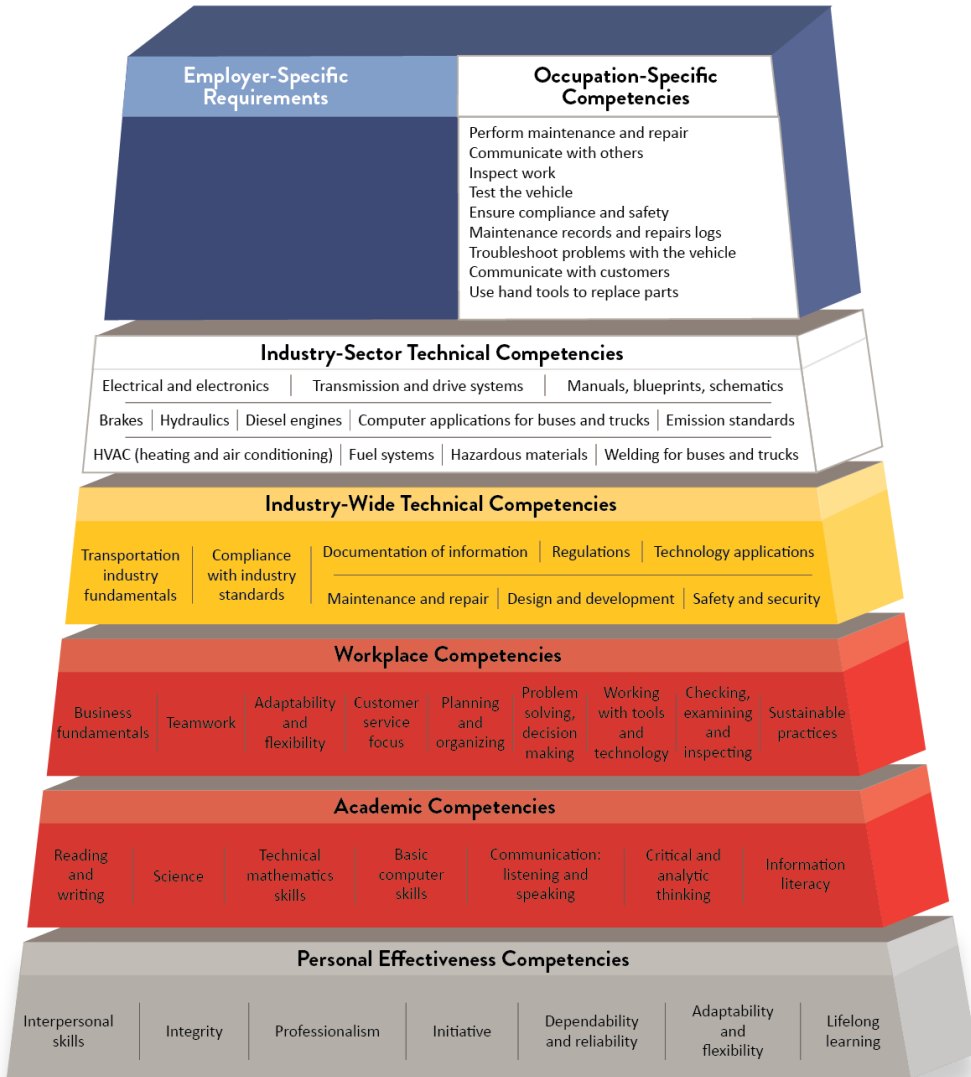 Employer-Specific
Requirements
Occupation-Specific
Competencies
Perform maintenance and repair
Communicate with others
Inspect work
Test the vehicle
Ensure compliance and safety
Maintenance records and repairs logs
Troubleshoot problems with the vehicle
Communicate with customers
Use hand tools to replace parts
Industry-Sector Technical Competencies
Electrical and electronics
Transmission and drive systems
Manuals, blueprints, schematics
Brakes
Hydraulics
Diesel engines
Computer applications for buses and trucks
Emission standards
HVAC (heating and air conditioning)
Fuel systems
Hazardous materials
Welding for buses and trucks
Industry-Wide Technical Competencies
Transportation
industry
fundamentals
Compliance
with industry
standards
Documentation of information
Regulations
Technology applications
Maintenance and repair
Design and development
Safety and security
Workplace Competencies
Business
fundamentals
Teamwork
Adaptability
and
flexibility
Customer
service
focus
Planning
and
organizing
Problem
solving,
decision
making
Working
with tools
and
technology
Checking,
examining
and
inspecting
Sustainable
practices
Academic Competencies
Reading
and
writing
Science
Technical
mathematics
skills
Basic
computer
skills
Communication:
listening and
speaking
Critical and
analytic
thinking
Information
literacy
Personal Effectiveness Competencies
Interpersonal
skills
Integrity
Professionalism
Initiative
Dependability
and reliability
Adaptability
and
flexibility
Lifelong
learning